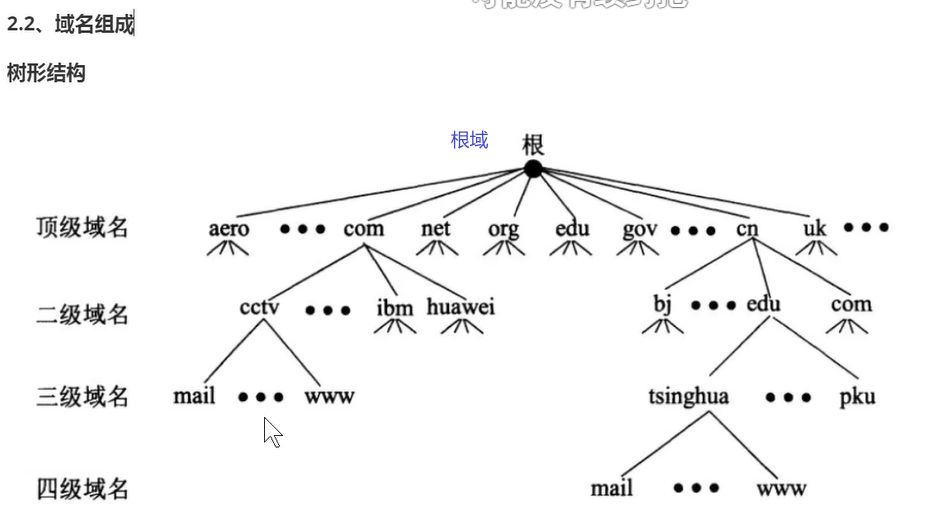 2.2、域名组成
树形结构
根域 根
顶级域名 aero ••• com net org edu gov ••• cn uk •••
二级域名 cctv ••• ibm huawei bj ••• edu com
三级域名 mail ••• www tsinghua ••• pku
四级域名 mail ••• www